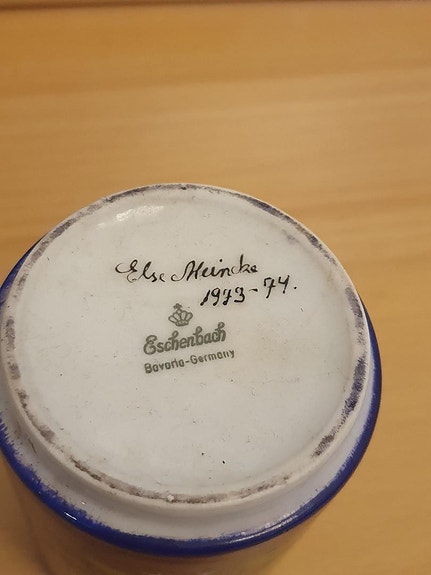 Else Meincke
1973-74.
Eschenbach
Bavaria-Germany